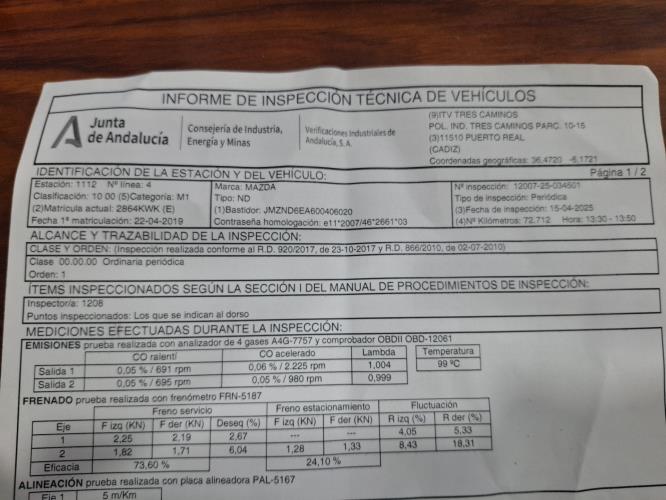 INFORME DE INSPECCIÓN TÉCNICA DE VEHÍCULOS
Junta
de Andalucía
Consejería de Industria,
Energía y Minas
Verificaciones Industriales de
Andalucía, S.A.
(9)ITV TRES CAMINOS
POL. IND. TRES CAMINOS PARC. 10-15
(3)11510 PUERTO REAL
(CADIZ)
Coordenadas geográficas: 36,4720 -6,1721
IDENTIFICACIÓN DE LA ESTACIÓN Y DEL VEHÍCULO: Página 1 / 2
Estación: 1112 Nº línea: 4
Clasificación: 10 00 (5)Categoría: M1
(2)Matrícula actual: 2864KWK (E)
Fecha 1ª matriculación: 22-04-2019
Marca: MAZDA
Tipo: ND
(1)Bastidor: JMZND6EA600406020
Contraseña homologación: e11*2007/46*2661*03
Nº inspección: 12007-25-034501
Tipo de inspección: Periódica
(3)Fecha de inspección: 15-04-2025
(4)Nº Kilómetros: 72.712 Hora: 13:30 - 13:50
ALCANCE Y TRAZABILIDAD DE LA INSPECCIÓN:
CLASE Y ORDEN: (Inspección realizada conforme al R.D. 920/2017, de 23-10-2017 y R.D. 866/2010, de 02-07-2010)
Clase 00.00.00 Ordinaria periódica
Orden: 1
ÍTEMS INSPECCIONADOS SEGÚN LA SECCIÓN I DEL MANUAL DE PROCEDIMIENTOS DE INSPECCIÓN:
Inspector/a: 1208
Puntos inspeccionados: Los que se indican al dorso
MEDICIONES EFECTUADAS DURANTE LA INSPECCIÓN:
EMISIONES prueba realizada con analizador de 4 gases A4G-7757 y comprobador OBDII OBD-12061
CO ralentí CO acelerado Lambda Temperatura
Salida 1 0,05 % / 691 rpm 0,06 % / 2.225 rpm 1,004 99 ºC
Salida 2 0,05 % / 695 rpm 0,05 % / 980 rpm 0,999
FRENADO prueba realizada con frenómetro FRN-5187
Freno servicio Freno estacionamiento Fluctuación
Eje F izq (KN) F der (KN) Deseq (%) F izq (KN) F der (KN) R izq (%) R der (%)
1 2,25 2,19 2,67 --- --- 4,05 5,33
2 1,82 1,71 6,04 1,28 1,33 8,43 18,31
Eficacia 73,60 % 24,10 %
ALINEACIÓN prueba realizada con placa alineadora PAL-5167
Eje 1 5 m/Km